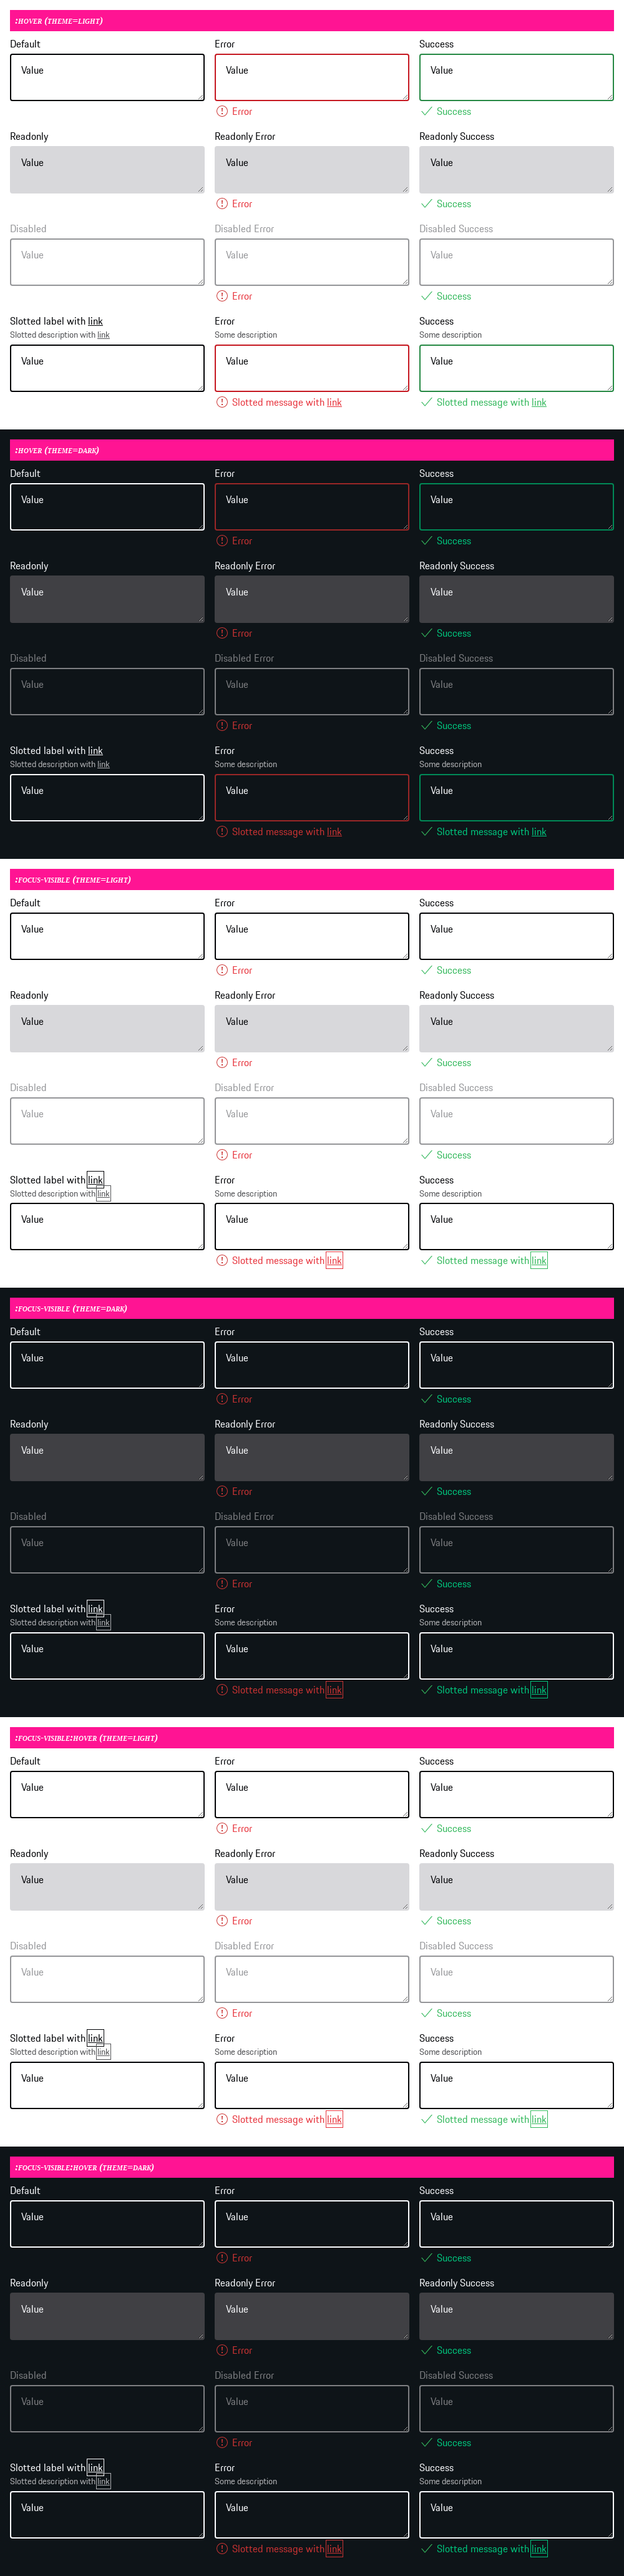 :HOVER (THEME=LIGHT)
Default Error Success
Value Value Value
Error Success
Readonly Readonly Error Readonly Success
Value Value Value
Error Success
Disabled Disabled Error Disabled Success
Value Value Value
Error Success
Slotted label with link Error Success
Slotted description with link Some description Some description
Value Value Value
Slotted message with link Slotted message with link
:HOVER (THEME=DARK)
Default Error Success
Value Value Value
Error Success
Readonly Readonly Error Readonly Success
Value Value Value
Error Success
Disabled Disabled Error Disabled Success
Value Value Value
Error Success
Slotted label with link Error Success
Slotted description with link Some description Some description
Value Value Value
Slotted message with link Slotted message with link
:FOCUS-VISIBLE (THEME=LIGHT)
Default Error Success
Value Value Value
Error Success
Readonly Readonly Error Readonly Success
Value Value Value
Error Success
Disabled Disabled Error Disabled Success
Value Value Value
Error Success
Slotted label with link Error Success
Slotted description with link Some description Some description
Value Value Value
Slotted message with link Slotted message with link
:FOCUS-VISIBLE (THEME=DARK)
Default Error Success
Value Value Value
Error Success
Readonly Readonly Error Readonly Success
Value Value Value
Error Success
Disabled Disabled Error Disabled Success
Value Value Value
Error Success
Slotted label with link Error Success
Slotted description with link Some description Some description
Value Value Value
Slotted message with link Slotted message with link
:FOCUS-VISIBLE:HOVER (THEME=LIGHT)
Default Error Success
Value Value Value
Error Success
Readonly Readonly Error Readonly Success
Value Value Value
Error Success
Disabled Disabled Error Disabled Success
Value Value Value
Error Success
Slotted label with link Error Success
Slotted description with link Some description Some description
Value Value Value
Slotted message with link Slotted message with link
:FOCUS-VISIBLE:HOVER (THEME=DARK)
Default Error Success
Value Value Value
Error Success
Readonly Readonly Error Readonly Success
Value Value Value
Error Success
Disabled Disabled Error Disabled Success
Value Value Value
Error Success
Slotted label with link Error Success
Slotted description with link Some description Some description
Value Value Value
Slotted message with link Slotted message with link